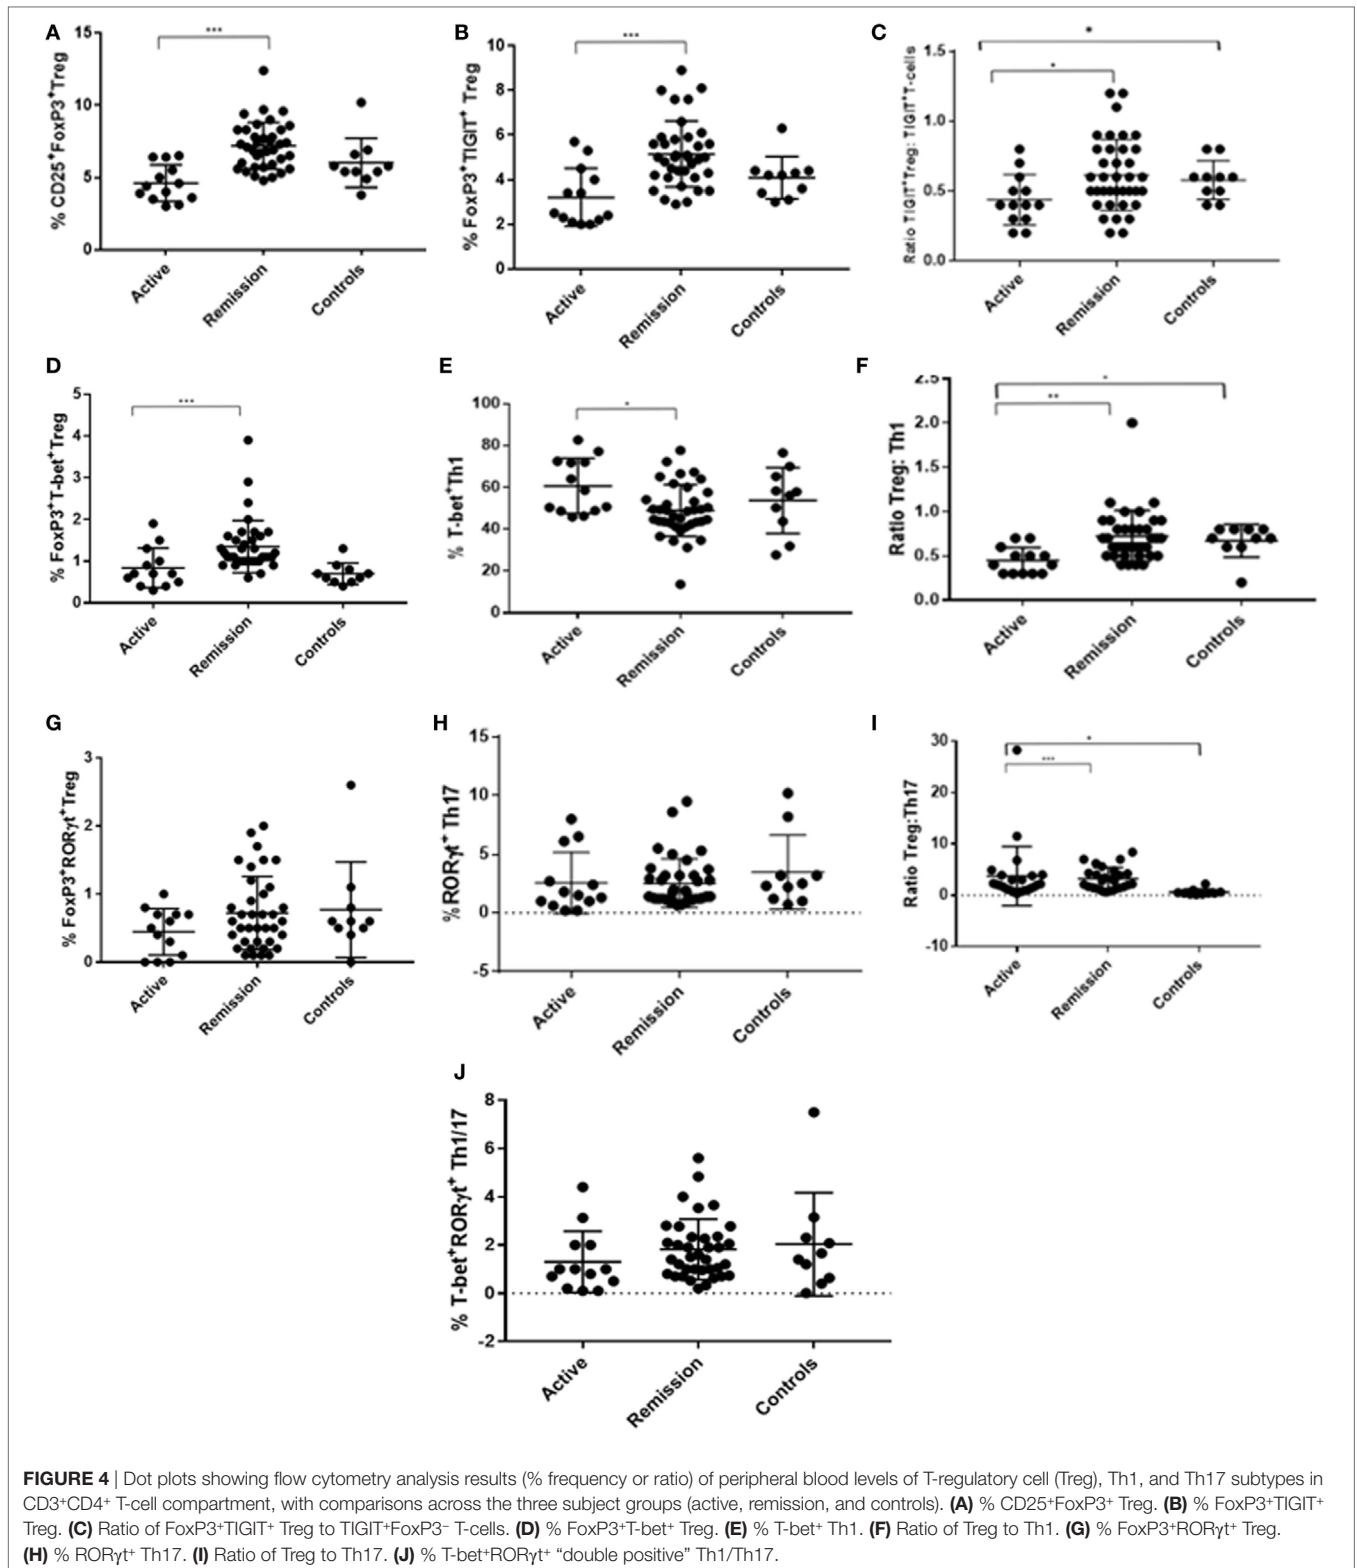 A
% CD25⁺FoxP3⁺Treg
15
10
5
0
***
Active
Remission
Controls
B
% FoxP3⁺TIGIT⁺ Treg
10
8
6
4
2
0
***
Active
Remission
Controls
C
Ratio TIGIT⁺Treg: TIGIT⁺T-cells
1.5
1.0
0.5
0.0
*
*
Active
Remission
Controls
D
% FoxP3⁺T-bet⁺Treg
5
4
3
2
1
0
***
Active
Remission
Controls
E
% T-bet⁺Th1
100
80
60
40
20
0
*
Active
Remission
Controls
F
Ratio Treg: Th1
2.5
2.0
1.5
1.0
0.5
0.0
*
**
Active
Remission
Controls
G
% FoxP3⁺RORγt⁺Treg
3
2
1
0
Active
Remission
Controls
H
%RORγt⁺ Th17
15
10
5
0
-5
Active
Remission
Controls
I
Ratio Treg:Th17
30
20
10
0
-10
*
***
Active
Remission
Controls
J
% T-bet⁺RORγt⁺ Th1/17
8
6
4
2
0
-2
Active
Remission
Controls
FIGURE 4 | Dot plots showing flow cytometry analysis results (% frequency or ratio) of peripheral blood levels of T-regulatory cell (Treg), Th1, and Th17 subtypes in
CD3⁺CD4⁺ T-cell compartment, with comparisons across the three subject groups (active, remission, and controls). (A) % CD25⁺FoxP3⁺ Treg. (B) % FoxP3⁺TIGIT⁺
Treg. (C) Ratio of FoxP3⁺TIGIT⁺ Treg to TIGIT⁺FoxP3⁻ T-cells. (D) % FoxP3⁺T-bet⁺ Treg. (E) % T-bet⁺ Th1. (F) Ratio of Treg to Th1. (G) % FoxP3⁺RORγt⁺ Treg.
(H) % RORγt⁺ Th17. (I) Ratio of Treg to Th17. (J) % T-bet⁺RORγt⁺ “double positive” Th1/Th17.